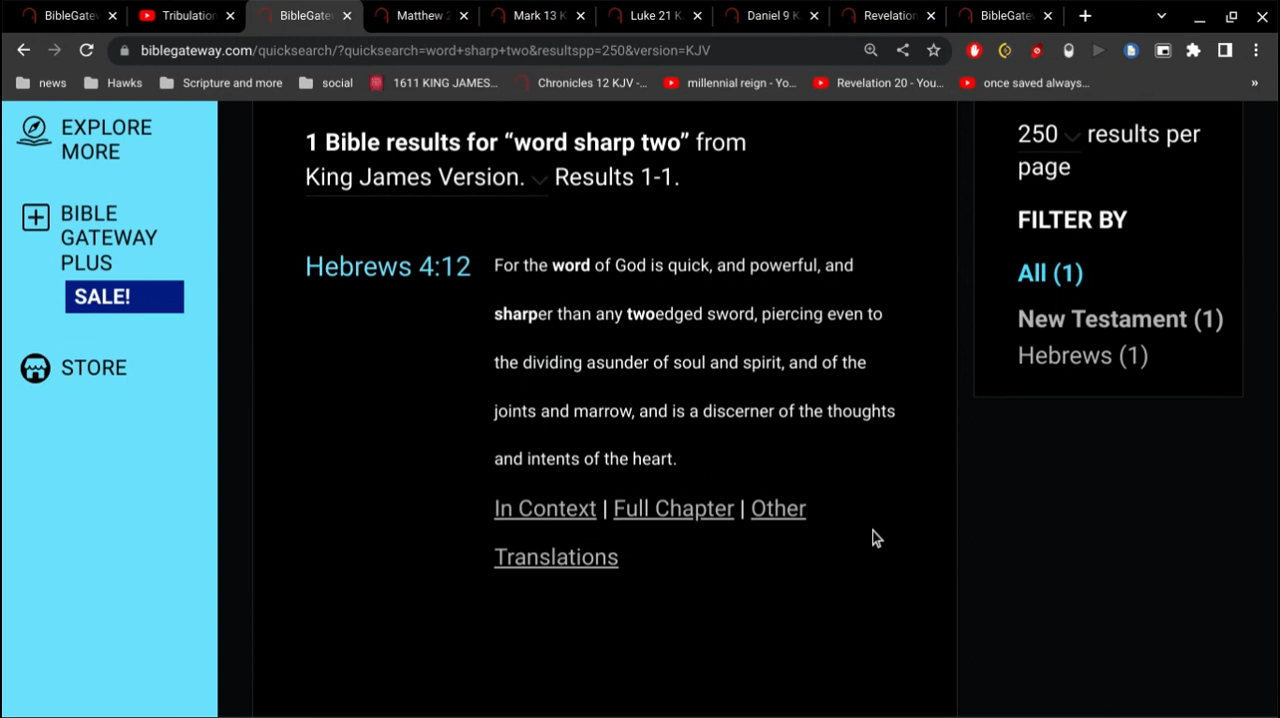 BibleGate
Tribulation
BibleGate
Matthew 2
Mark 13 K
Luke 21 K
Daniel 9 K
Revelation
BibleGate
biblegateway.com/quicksearch/?quicksearch=word+sharp+two&resultspp=250&version=KJV
news
Hawks
Scripture and more
social
1611 KING JAMES...
Chronicles 12 KJV -...
millennial reign - Yo...
Revelation 20 - You...
once saved always...
»
EXPLORE
MORE
BIBLE
GATEWAY
PLUS
SALE!
STORE
1 Bible results for “word sharp two” from
King James Version. Results 1-1.
Hebrews 4:12
For the word of God is quick, and powerful, and
sharper than any twoedged sword, piercing even to
the dividing asunder of soul and spirit, and of the
joints and marrow, and is a discerner of the thoughts
and intents of the heart.
In Context | Full Chapter | Other
Translations
250 results per
page
FILTER BY
All (1)
New Testament (1)
Hebrews (1)